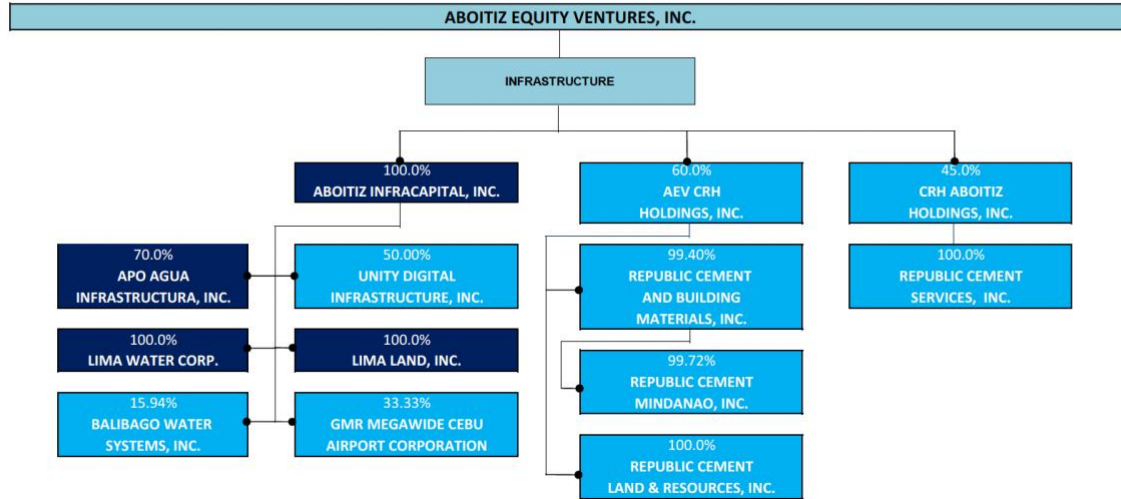 ABOITIZ EQUITY VENTURES, INC.
INFRASTRUCTURE
100.0%
ABOITIZ INFRACAPITAL, INC.
60.0%
AEV CRH
HOLDINGS, INC.
45.0%
CRH ABOITIZ
HOLDINGS, INC.
70.0%
APO AGUA
INFRASTRUCTURA, INC.
50.00%
UNITY DIGITAL
INFRASTRUCTURE, INC.
99.40%
REPUBLIC CEMENT
AND BUILDING
MATERIALS, INC.
100.0%
REPUBLIC CEMENT
SERVICES, INC.
100.0%
LIMA WATER CORP.
100.0%
LIMA LAND, INC.
99.72%
REPUBLIC CEMENT
MINDANAO, INC.
15.94%
BALIBAGO WATER
SYSTEMS, INC.
33.33%
GMR MEGAWIDE CEBU
AIRPORT CORPORATION
100.0%
REPUBLIC CEMENT
LAND & RESOURCES, INC.